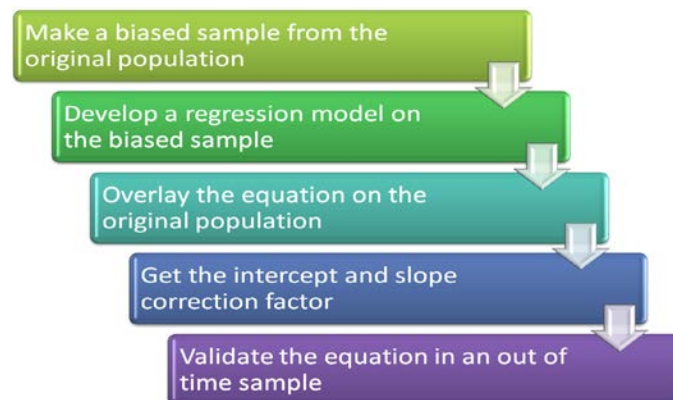 Make a biased sample from the
original population
Develop a regression model on
the biased sample
Overlay the equation on the
original population
Get the intercept and slope
correction factor
Validate the equation in an out of
time sample